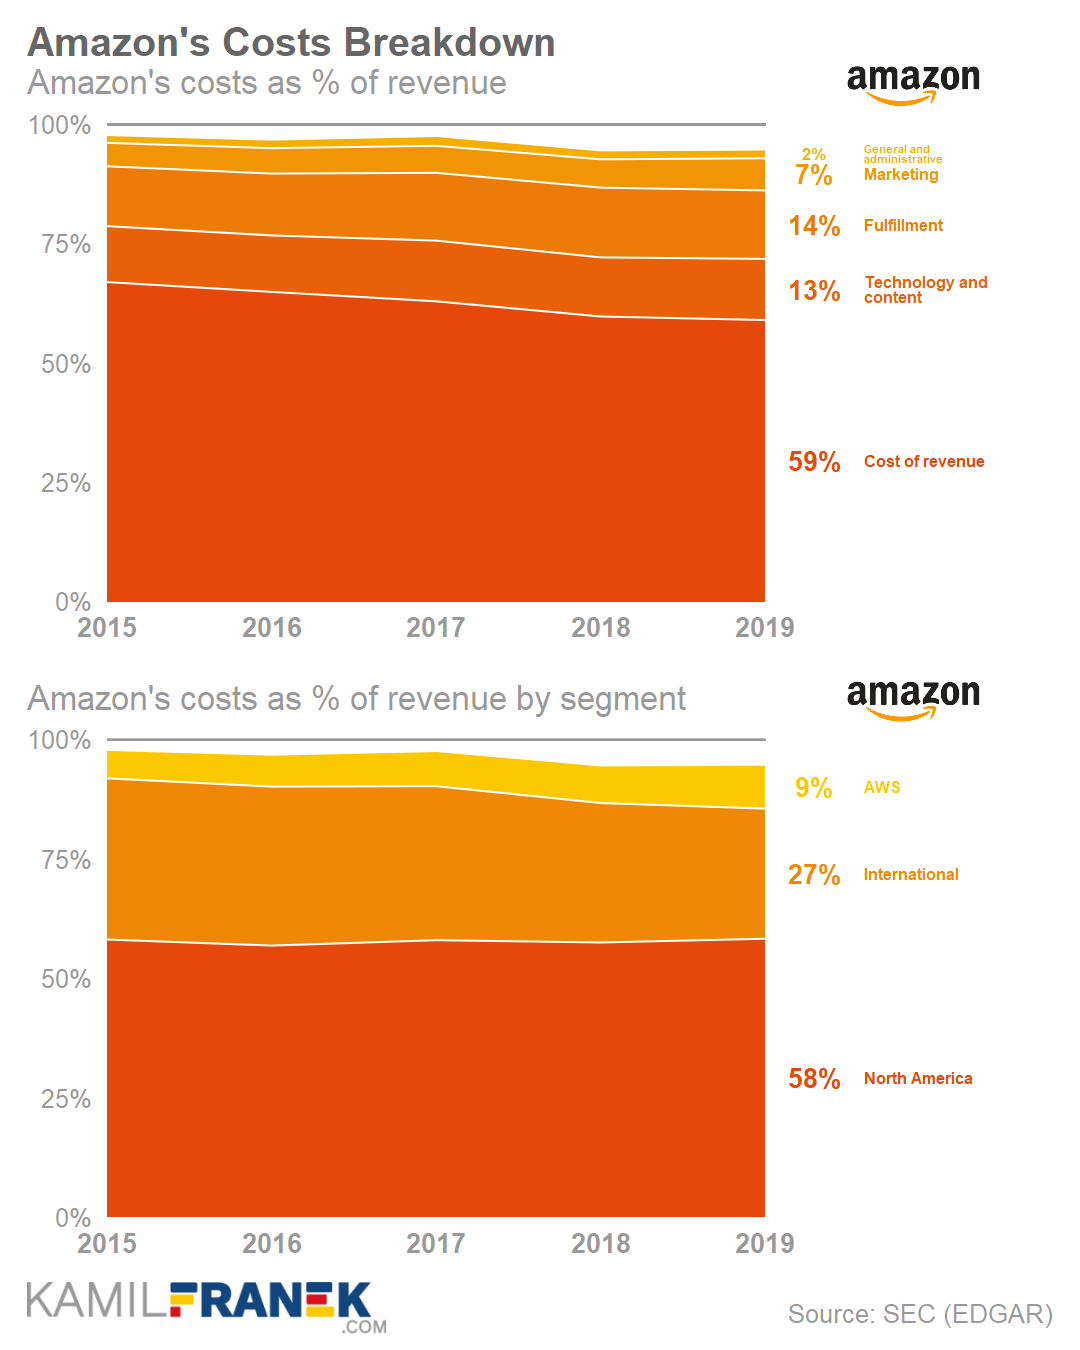 Amazon's Costs Breakdown
Amazon's costs as % of revenue
amazon
100%
75%
50%
25%
0%
2015 2016 2017 2018 2019
2% General and
administrative
7% Marketing
14% Fulfillment
13% Technology and
content
59% Cost of revenue
Amazon's costs as % of revenue by segment
amazon
100%
75%
50%
25%
0%
2015 2016 2017 2018 2019
9% AWS
27% International
58% North America
KAMILFRANEK
.COM
Source: SEC (EDGAR)